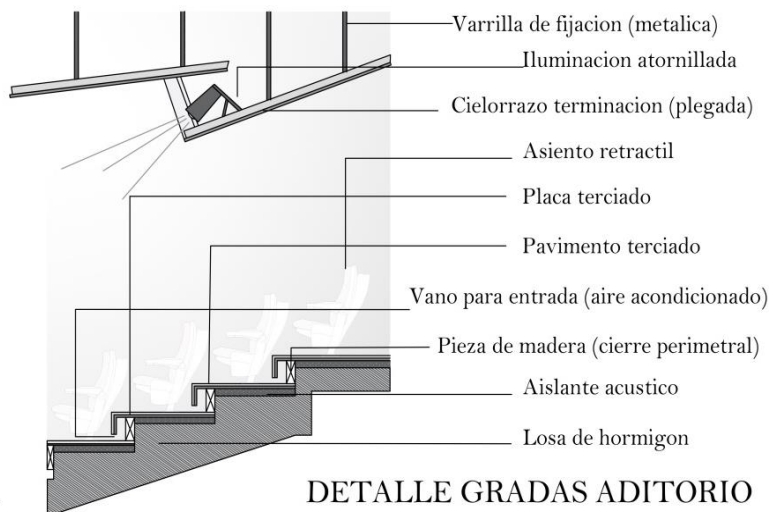 Varrilla de fijacion (metalica)
Iluminacion atornillada
Cielorrazo terminacion (plegada)
Asiento retractil
Placa terciado
Pavimento terciado
Vano para entrada (aire acondicionado)
Pieza de madera (cierre perimetral)
Aislante acustico
Losa de hormigon
DETALLE GRADAS ADITORIO